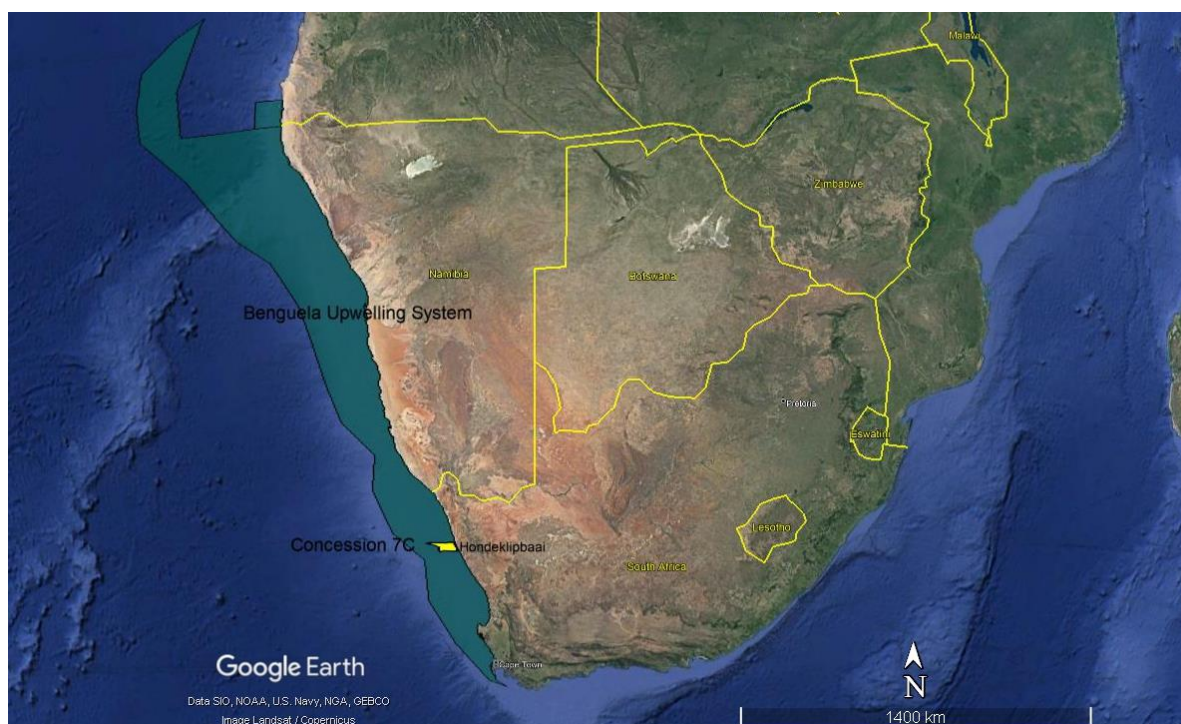 Malawi
Zimbabwe
Namibia
Botswana
Benguela Upwelling System
Pretoria
Eswatini
Lesotho
Concession 7C
Hondeklipbaai
South Africa
Google Earth
Cape Town
N
Data SIO, NOAA, U.S. Navy, NGA, GEBCO
Image Landsat / Copernicus
1400 km